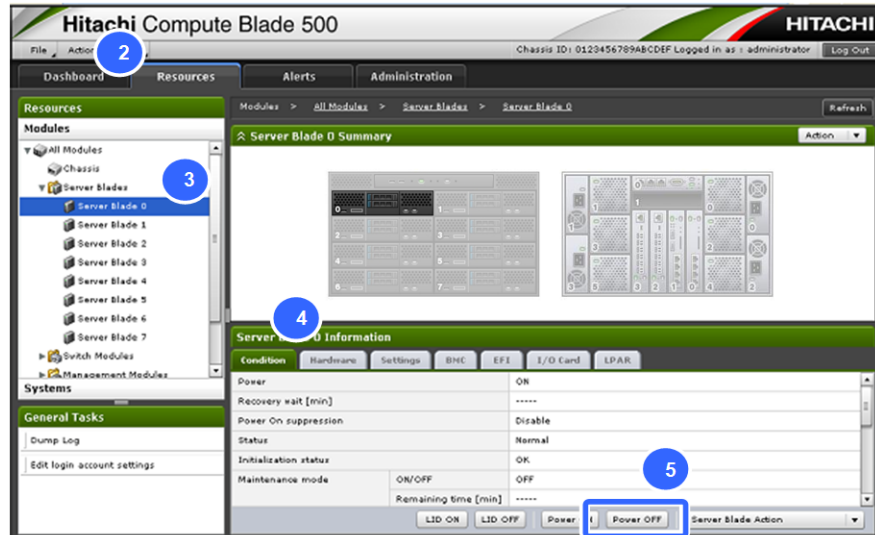 Hitachi Compute Blade 500
HITACHI
File Action
2
Chassis ID: 0123456789ABCDEF Logged in as : administrator Log Out
Dashboard Resources Alerts Administration
Resources
Modules > All Modules > Server Blades > Server Blade 0 Refresh
Modules
Server Blade 0 Summary Action
All Modules
Chassis
3
Server Blades
Server Blade 0
Server Blade 1
Server Blade 2
Server Blade 3
Server Blade 4
Server Blade 5
Server Blade 6
Server Blade 7
Switch Modules
Management Modules
Systems
General Tasks
Dump Log
Edit login account settings
4
Server 0 Information
Condition Hardware Settings BMC EFI I/O Card LPAR
Power ON
Recovery wait [min] -----
Power On suppression Disable
Status Normal
Initialization status OK
Maintenance mode ON/OFF OFF
Remaining time [min] -----
5
LID ON LID OFF Power Power OFF Server Blade Action